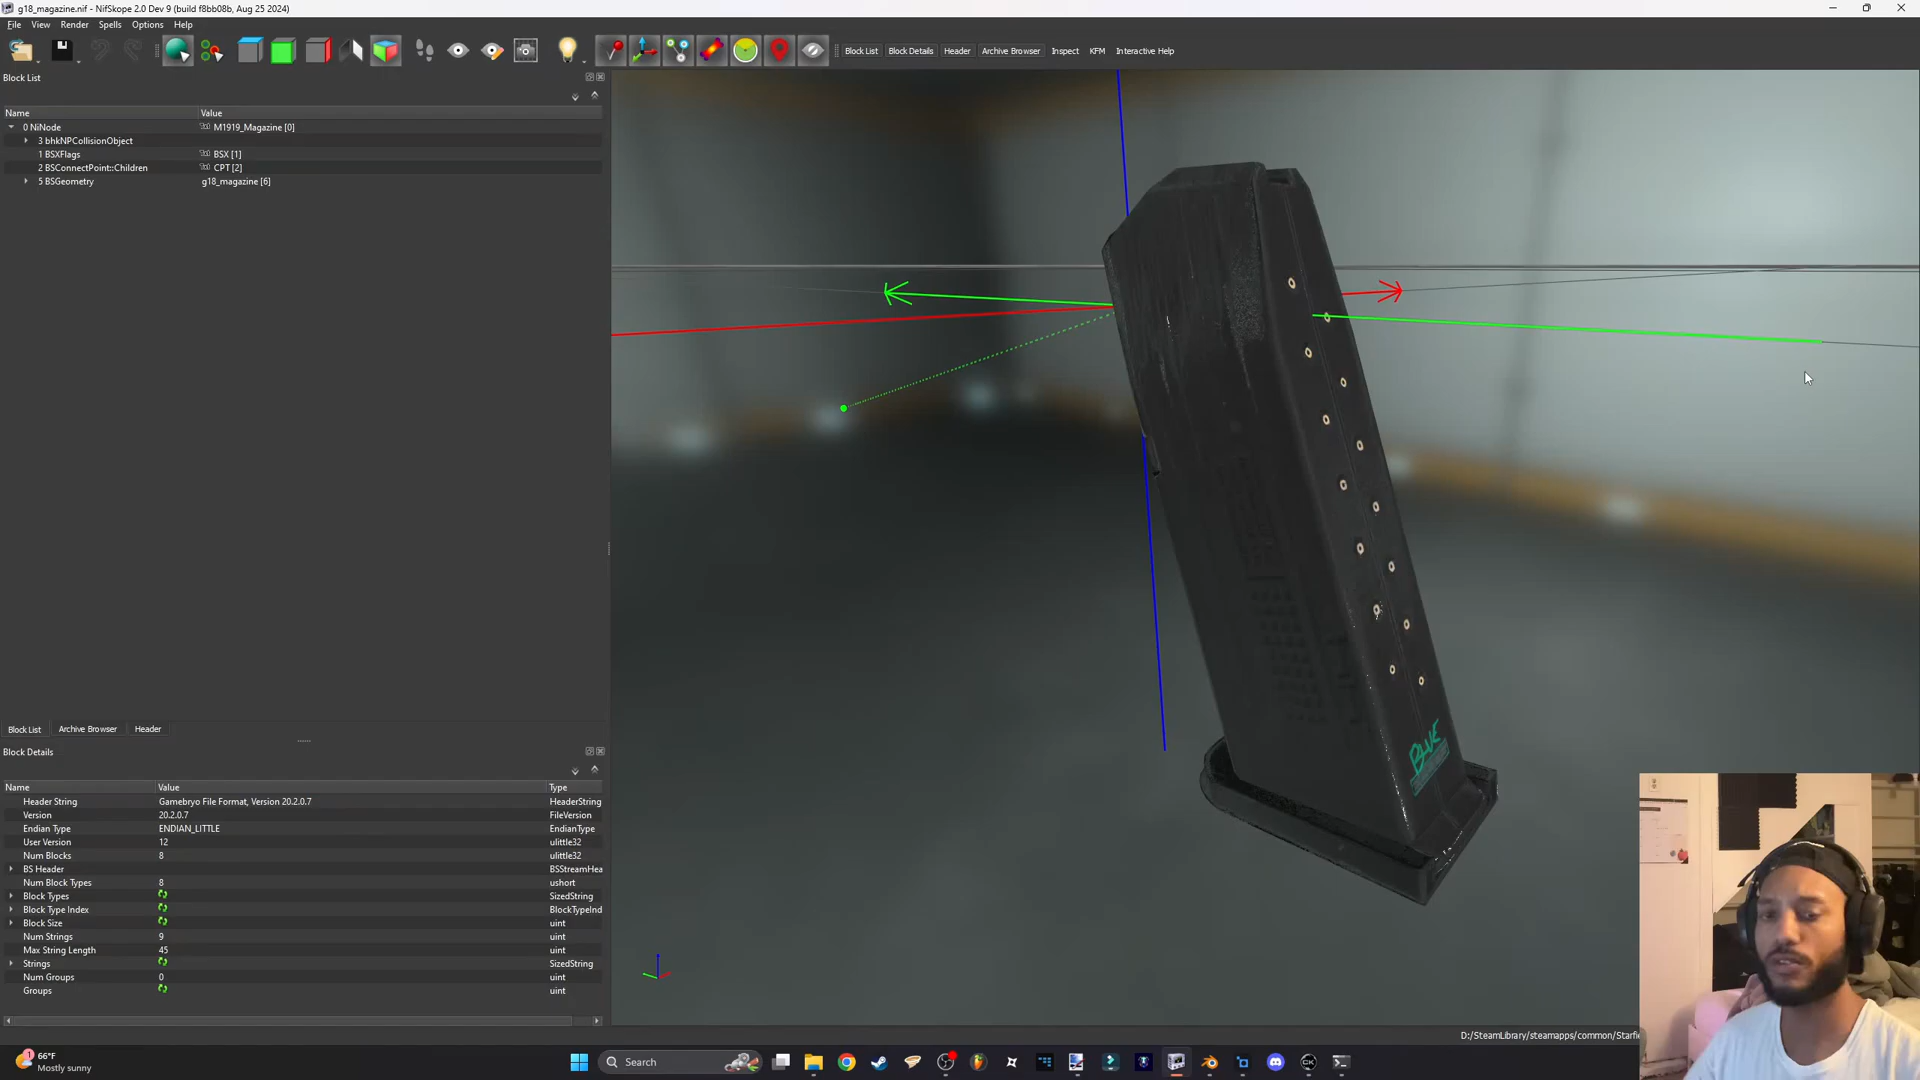 g18_magazine.nif - NifSkope 2.0 Dev 9 (build f8bb08b, Aug 25 2024)
File View Render Spells Options Help
Block List Block Details Header Archive Browser Inspect KFM Interactive Help
Block List
Name Value
0 NiNode M1919_Magazine [0]
3 bhkNPCollisionObject
1 BSXFlags BSX [1]
2 BSConnectPoint::Children CPT [2]
5 BSGeometry g18_magazine [6]
BLUE
Block List Archive Browser Header
Block Details
Name Value Type
Header String Gamebryo File Format, Version 20.2.0.7 HeaderString
Version 20.2.0.7 FileVersion
Endian Type ENDIAN_LITTLE EndianType
User Version 12 ulittle32
Num Blocks 8 ulittle32
BS Header BSStreamHea
Num Block Types 8 ushort
Block Types SizedString
Block Type Index BlockTypeInd
Block Size uint
Num Strings 9 uint
Max String Length 45 uint
Strings SizedString
Num Groups 0 uint
Groups uint
D:/SteamLibrary/steamapps/common/Starfie
66°F
Mostly sunny
Search